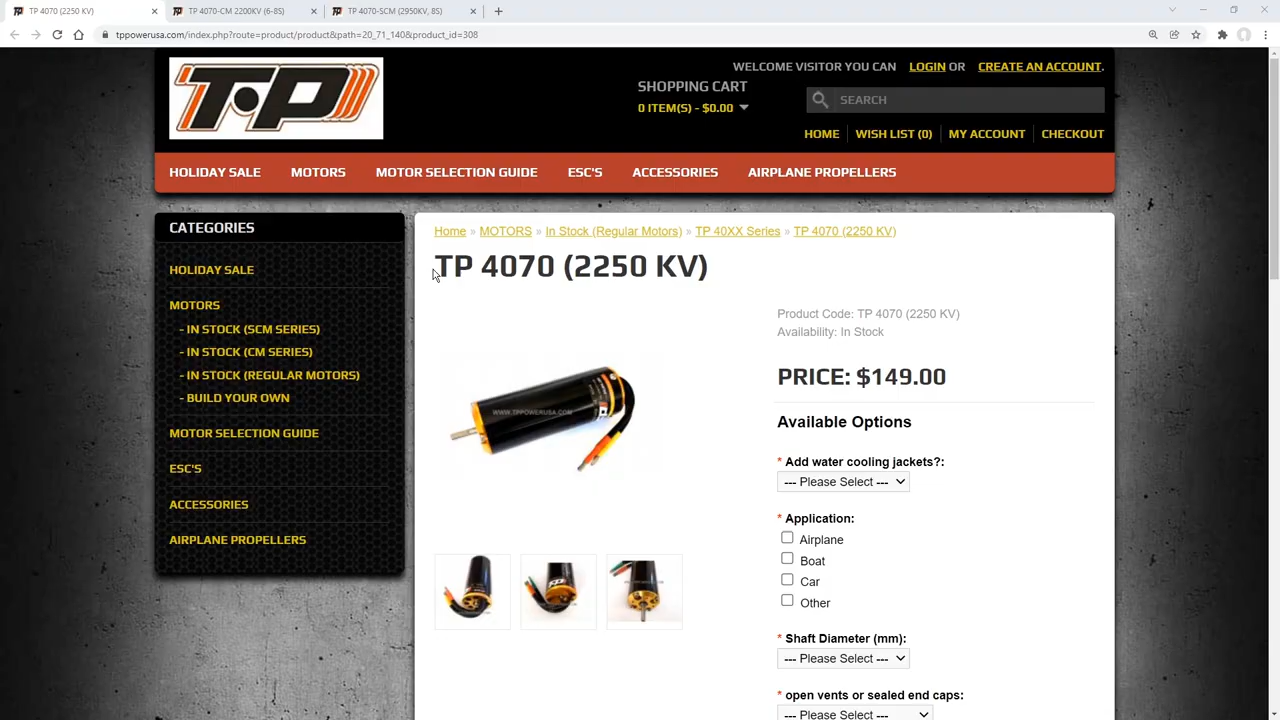 TP 4070 (2250 KV)
TP 4070-CM 2200KV (6-8S)
TP 4070-SCM (2950KV, 8S)
tppowerusa.com/index.php?route=product/product&path=20_71_140&product_id=308
TP
WELCOME VISITOR YOU CAN LOGIN OR CREATE AN ACCOUNT.
SHOPPING CART
0 ITEM(S) - $0.00
SEARCH
HOME WISH LIST (0) MY ACCOUNT CHECKOUT
HOLIDAY SALE MOTORS MOTOR SELECTION GUIDE ESC'S ACCESSORIES AIRPLANE PROPELLERS
CATEGORIES
HOLIDAY SALE
MOTORS
- IN STOCK (SCM SERIES)
- IN STOCK (CM SERIES)
- IN STOCK (REGULAR MOTORS)
- BUILD YOUR OWN
MOTOR SELECTION GUIDE
ESC'S
ACCESSORIES
AIRPLANE PROPELLERS
Home » MOTORS » In Stock (Regular Motors) » TP 40XX Series » TP 4070 (2250 KV)
TP 4070 (2250 KV)
WWW.TPPOWERUSA.COM
Product Code: TP 4070 (2250 KV)
Availability: In Stock
PRICE: $149.00
Available Options
* Add water cooling jackets?:
--- Please Select ---
* Application:
Airplane
Boat
Car
Other
* Shaft Diameter (mm):
--- Please Select ---
* open vents or sealed end caps:
--- Please Select ---